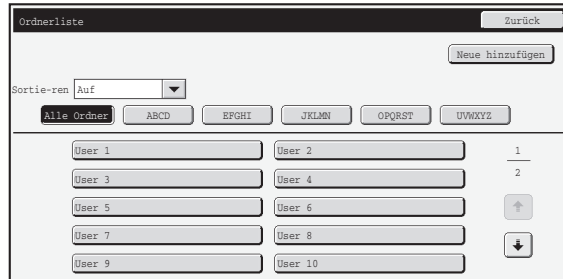 Ordnerliste Zurück
Neue hinzufügen
Sortie-ren Auf
Alle Ordner ABCD EFGHI JKLMN OPQRST UVWXYZ
User 1 User 2 1
2
User 3 User 4
User 5 User 6
User 7 User 8
User 9 User 10